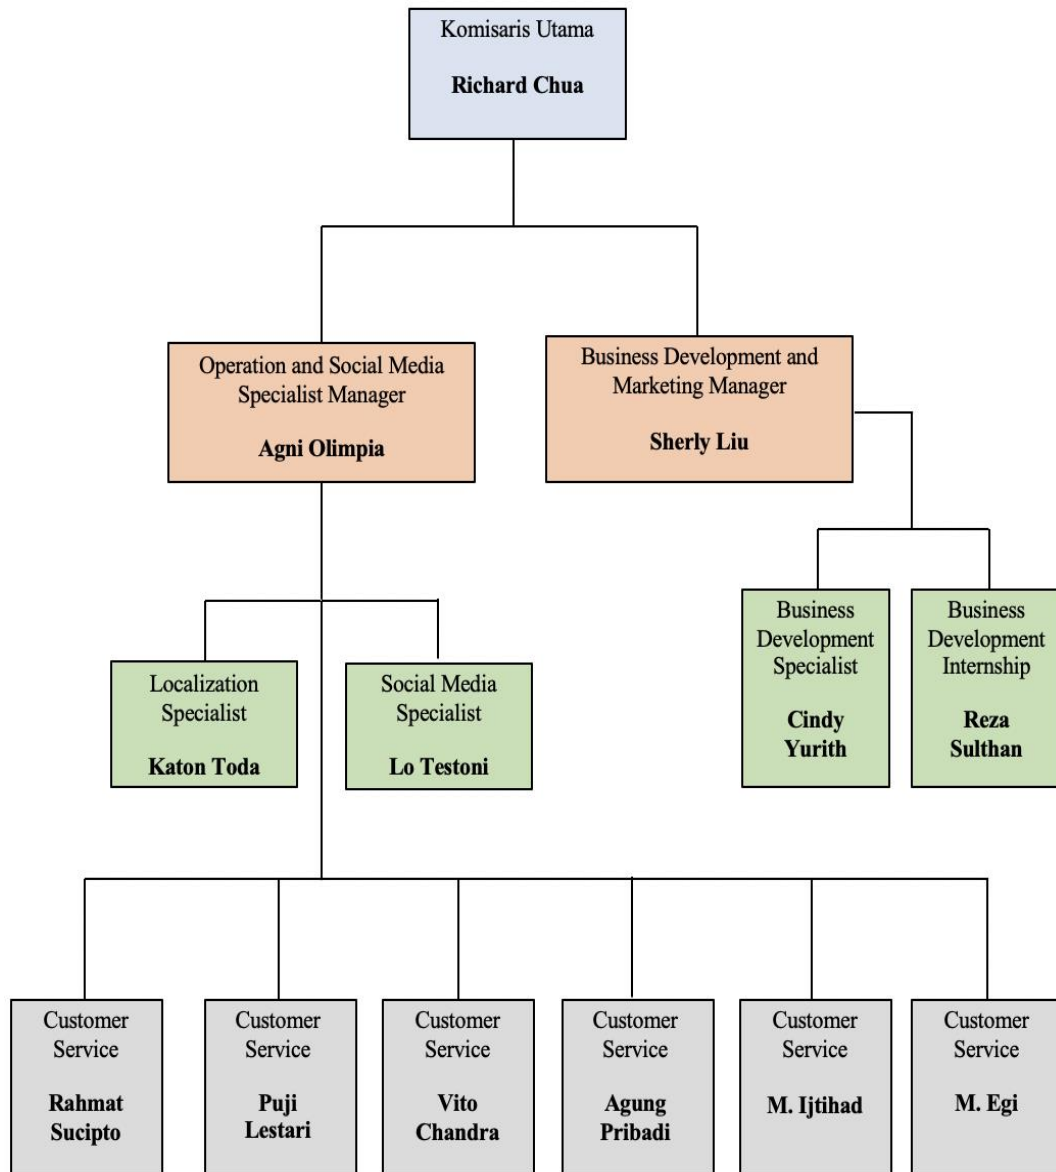 Komisaris Utama
Richard Chua
Operation and Social Media
Specialist Manager
Agni Olimpia
Business Development and
Marketing Manager
Sherly Liu
Localization
Specialist
Katon Toda
Social Media
Specialist
Lo Testoni
Business
Development
Specialist
Cindy
Yurith
Business
Development
Internship
Reza
Sulthan
Customer
Service
Rahmat
Sucipto
Customer
Service
Puji
Lestari
Customer
Service
Vito
Chandra
Customer
Service
Agung
Pribadi
Customer
Service
M. Ijtihad
Customer
Service
M. Egi